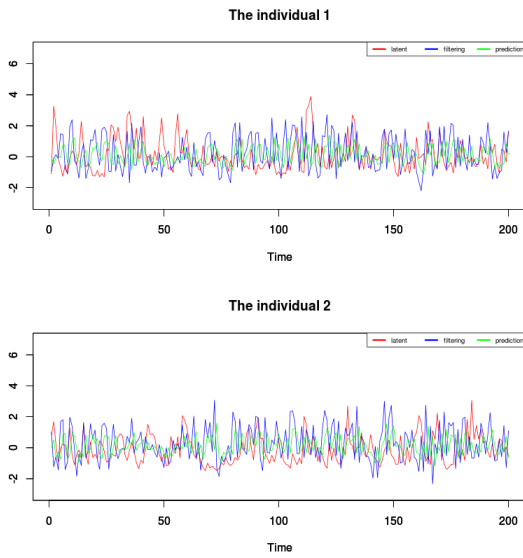 The individual 1
latent filtering prediction
6
4
2
0
-2
0 50 100 150 200
Time
The individual 2
latent filtering prediction
6
4
2
0
-2
0 50 100 150 200
Time